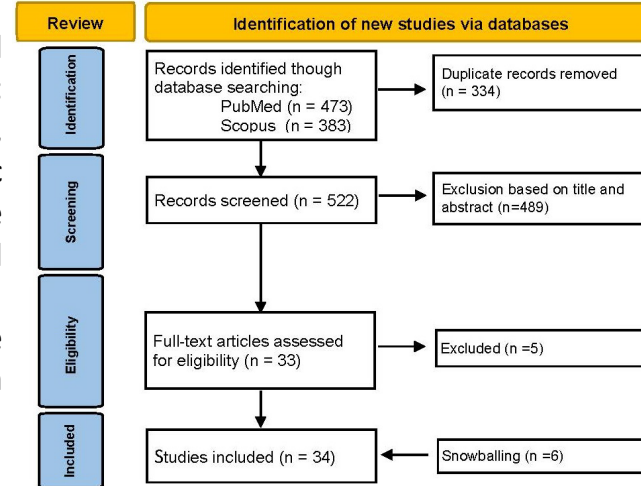 Review
Identification of new studies via databases
Identification
Records identified though
database searching:
PubMed (n = 473)
Scopus (n = 383)
Duplicate records removed
(n = 334)
Screening
Records screened (n = 522)
Exclusion based on title and
abstract (n=489)
Eligibility
Full-text articles assessed
for eligibility (n = 33)
Excluded (n =5)
Included
Studies included (n = 34)
Snowballing (n =6)